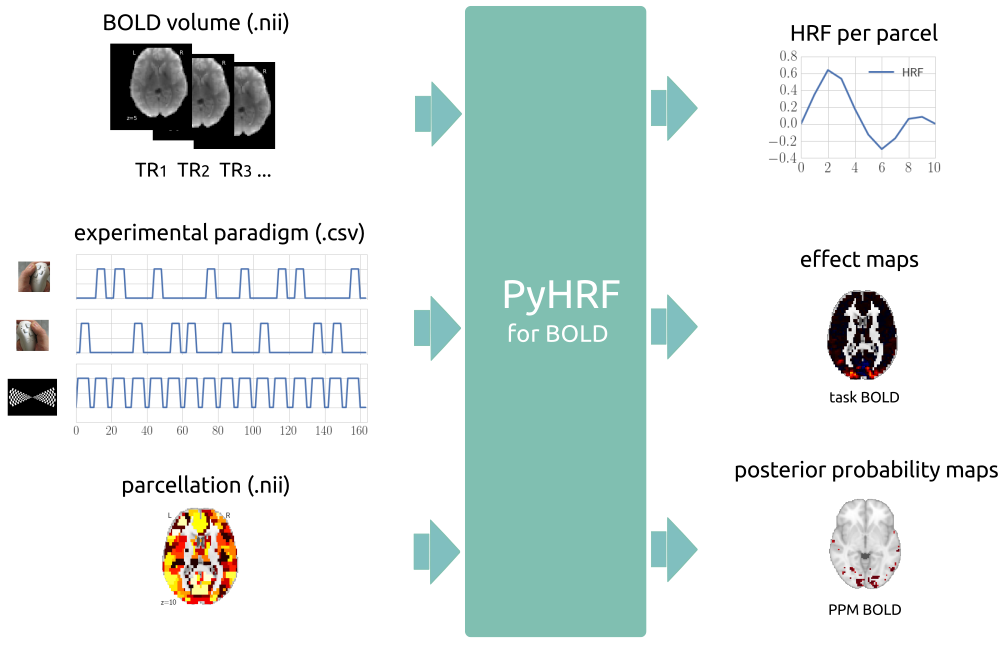 BOLD volume (.nii)
L R
z=5
TR1 TR2 TR3 ...
experimental paradigm (.csv)
0 20 40 60 80 100 120 140 160
parcellation (.nii)
L R
z=10
PyHRF
for BOLD
HRF per parcel
0.8
0.6
0.4
0.2
0.0
−0.2
−0.4
HRF
0 2 4 6 8 10
effect maps
task BOLD
posterior probability maps
PPM BOLD